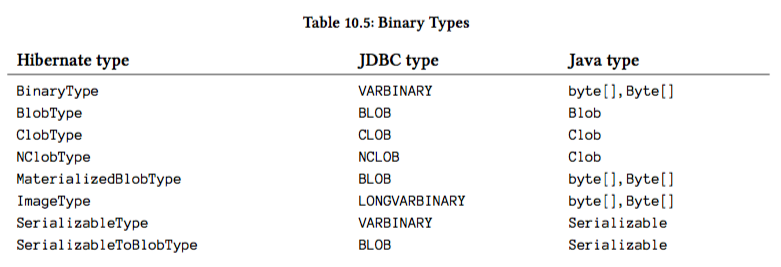 Table 10.5: Binary Types
Hibernate type JDBC type Java type
BinaryType VARBINARY byte[],Byte[]
BlobType BLOB Blob
ClobType CLOB Clob
NClobType NCLOB Clob
MaterializedBlobType BLOB byte[],Byte[]
ImageType LONGVARBINARY byte[],Byte[]
SerializableType VARBINARY Serializable
SerializableToBlobType BLOB Serializable